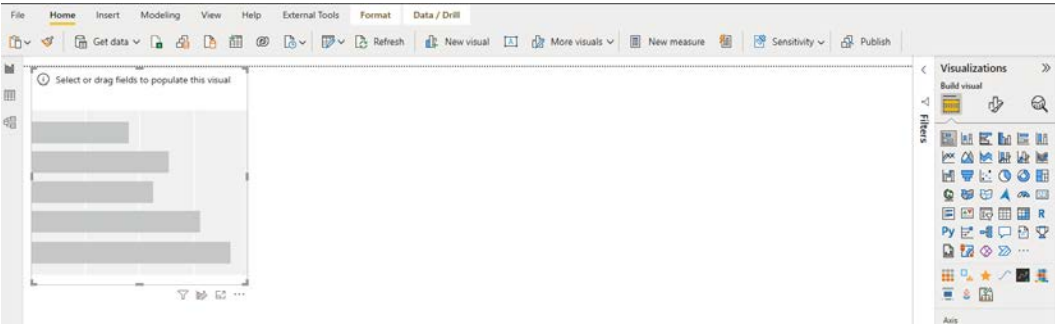 File Home Insert Modeling View Help External Tools Format Data / Drill
Get data Refresh New visual More visuals New measure Sensitivity Publish
Select or drag fields to populate this visual
Visualizations
Build visual
Filters
R
Py
Axis